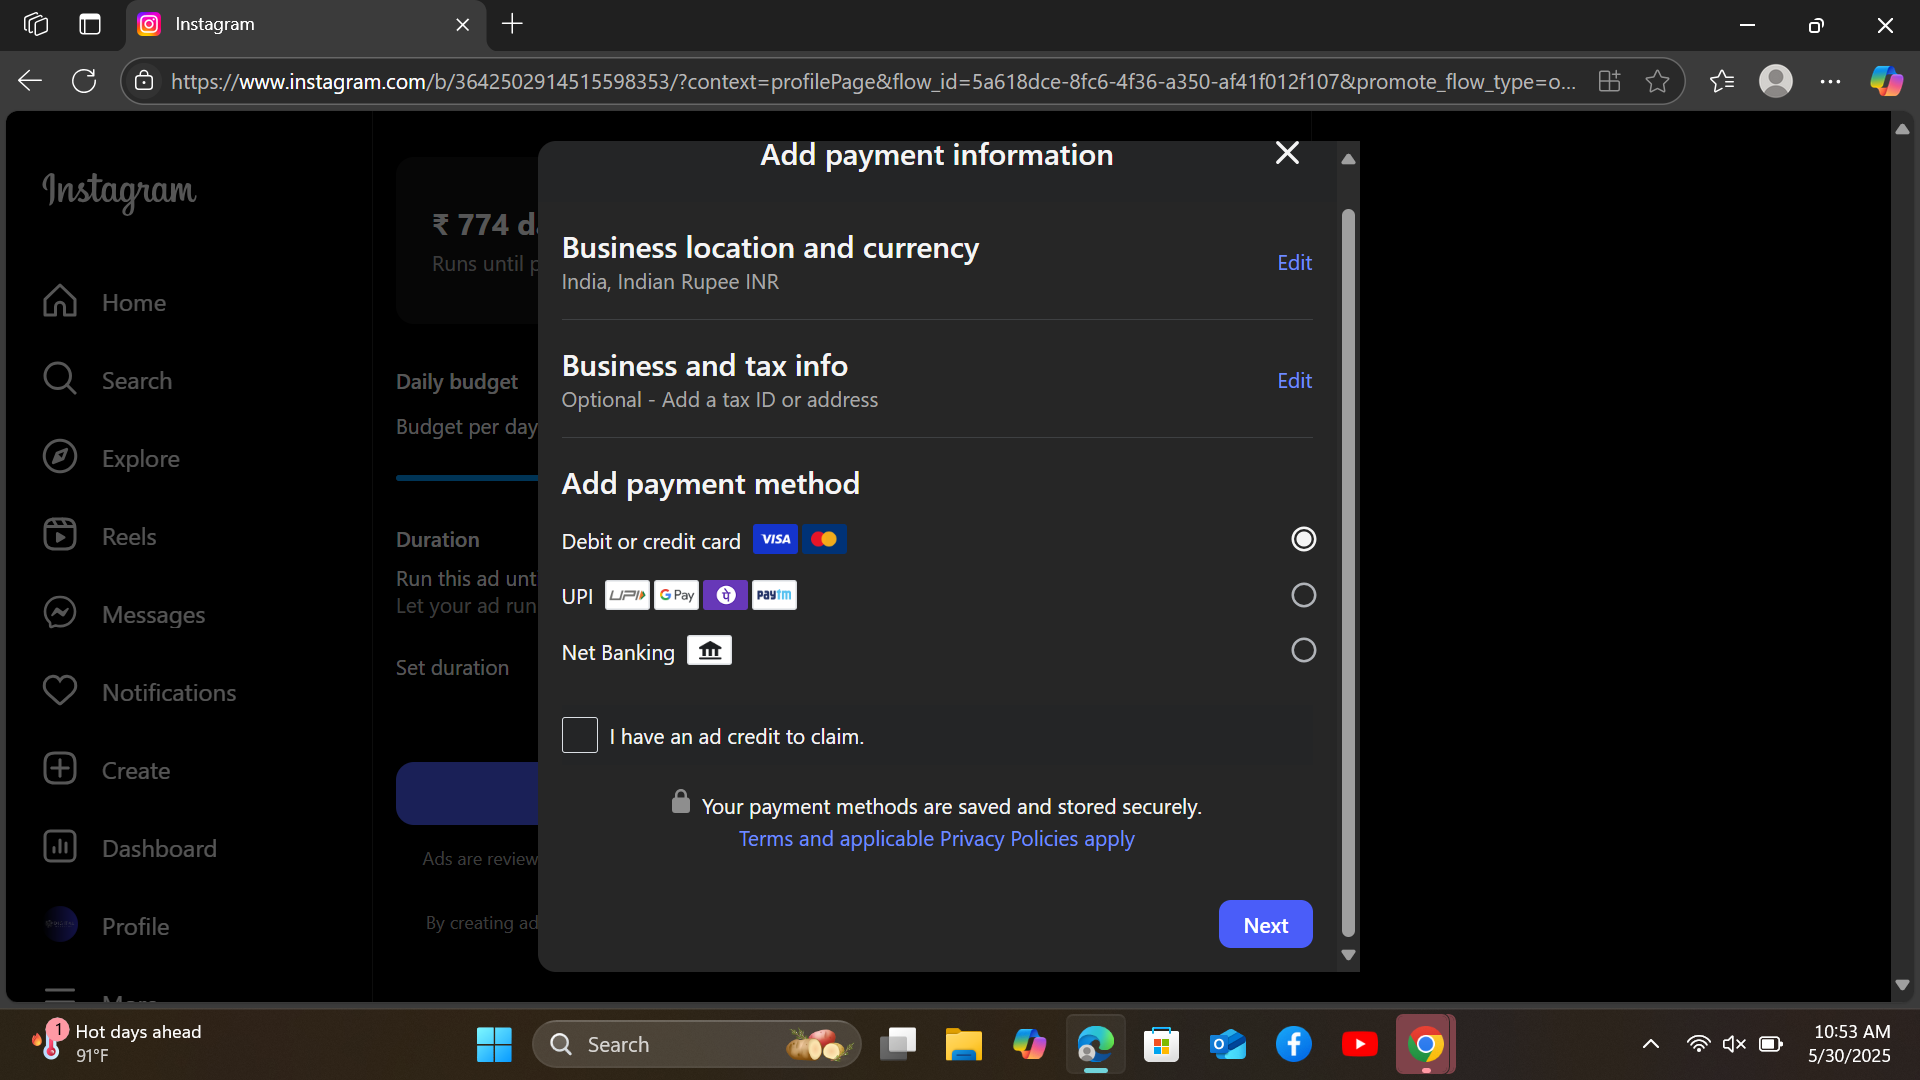 Instagram
https://www.instagram.com/b/3642502914515598353/?context=profilePage&flow_id=5a618dce-8fc6-4f36-a350-af41f012f107&promote_flow_type=o...
Instagram
Home
Search
Explore
Reels
Messages
Notifications
Create
Dashboard
Profile
More
₹ 774 d
Runs until p
Daily budget
Budget per day
Duration
Run this ad unt
Let your ad run
Set duration
Ads are review
By creating ad
Add payment information
Business location and currency
India, Indian Rupee INR
Edit
Business and tax info
Optional - Add a tax ID or address
Edit
Add payment method
Debit or credit card VISA
UPI UPI G Pay पे paytm
Net Banking
I have an ad credit to claim.
Your payment methods are saved and stored securely.
Terms and applicable Privacy Policies apply
Next
1
Hot days ahead
91°F
Search
10:53 AM
5/30/2025